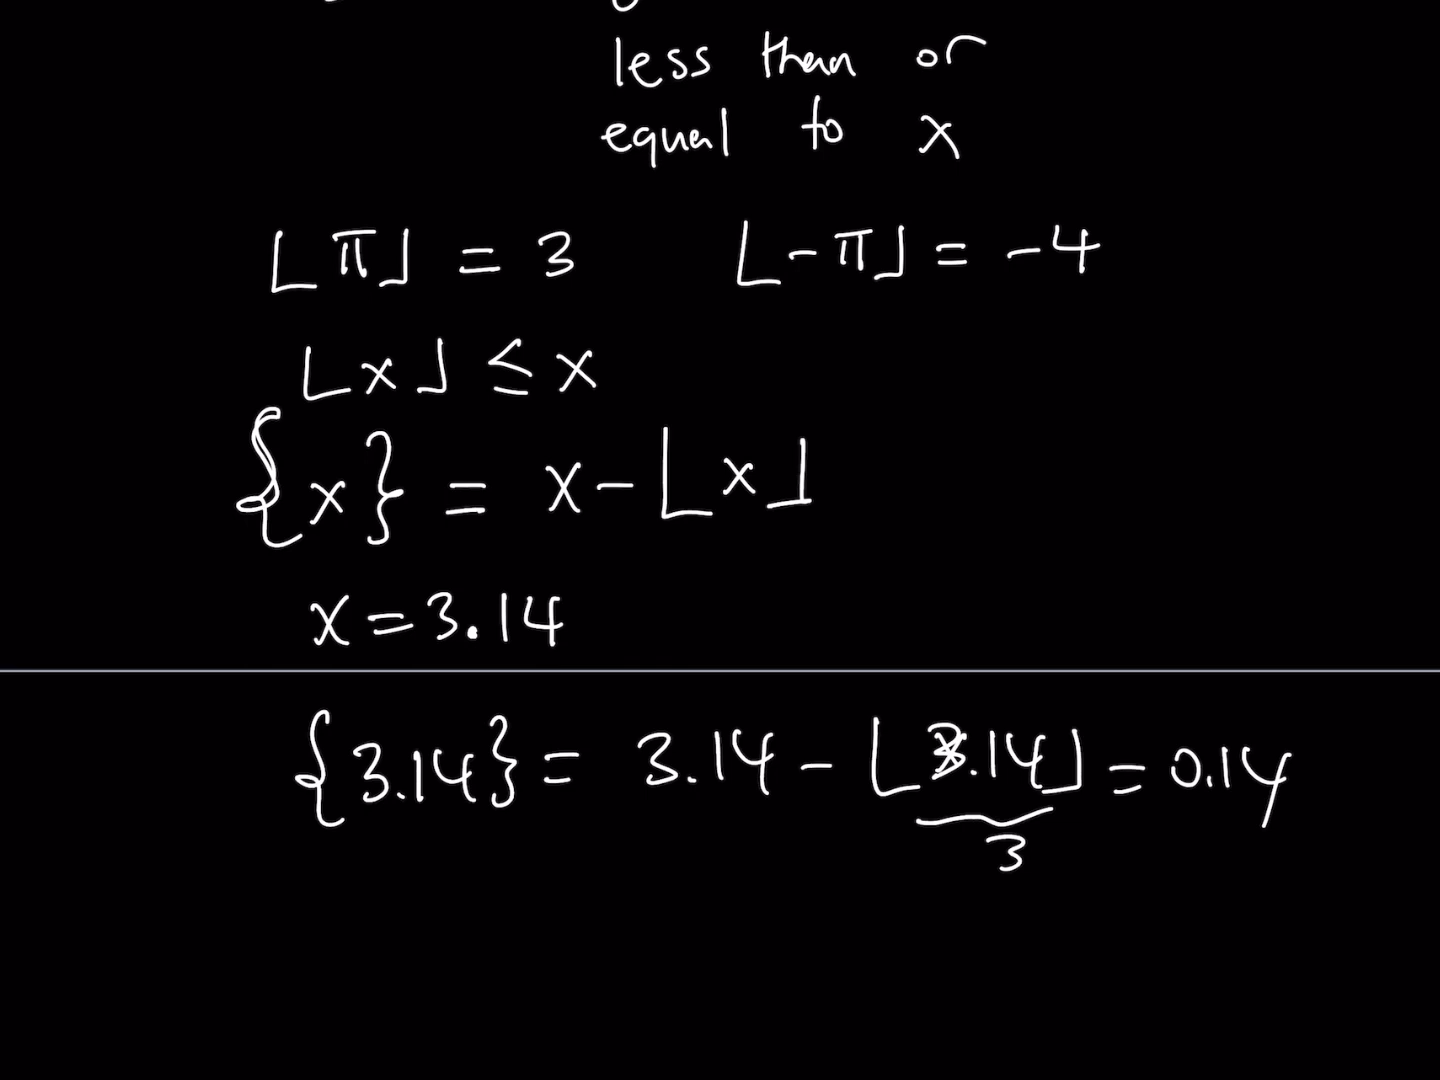 less than or
equal to x
⌊π⌋ = 3 ⌊-π⌋ = -4
⌊x⌋ ≤ x
{x} = x-⌊x⌋
x=3.14
{3.14} = 3.14 - ⌊3.14⌋ = 0.14
3